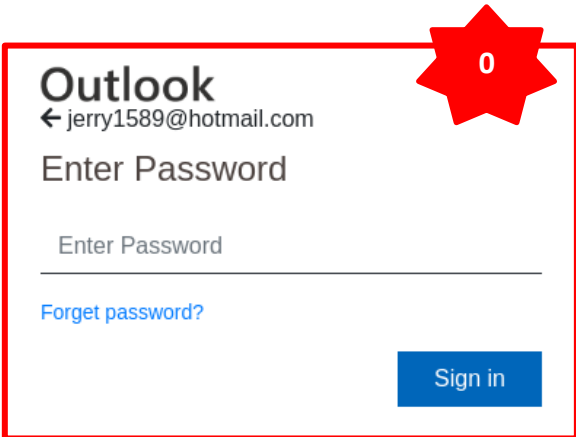 0
Outlook
jerry1589@hotmail.com
Enter Password
Enter Password
Forget password?
Sign in